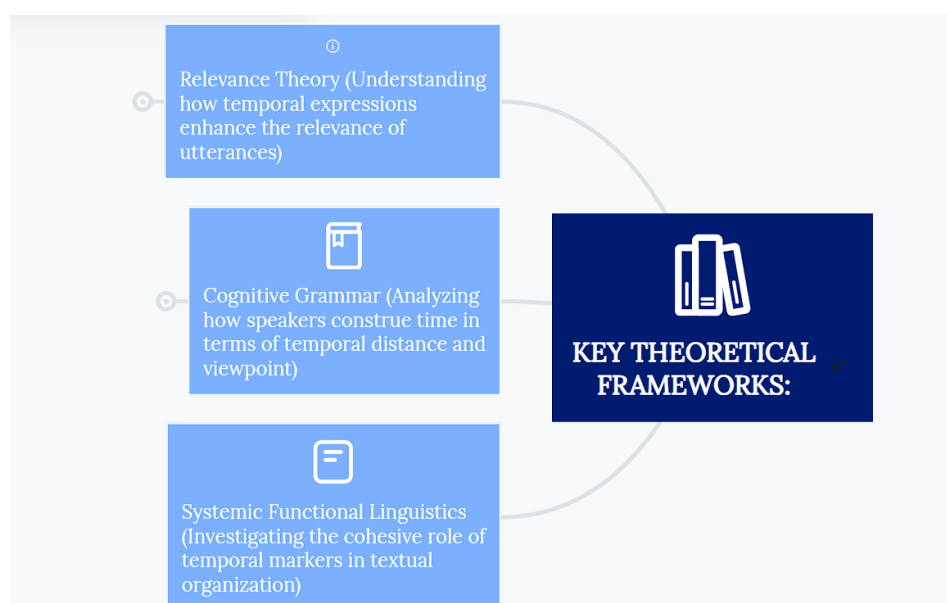 Relevance Theory (Understanding
how temporal expressions
enhance the relevance of
utterances)
Cognitive Grammar (Analyzing
how speakers construe time in
terms of temporal distance and
viewpoint)
Systemic Functional Linguistics
(Investigating the cohesive role of
temporal markers in textual
organization)
KEY THEORETICAL
FRAMEWORKS: